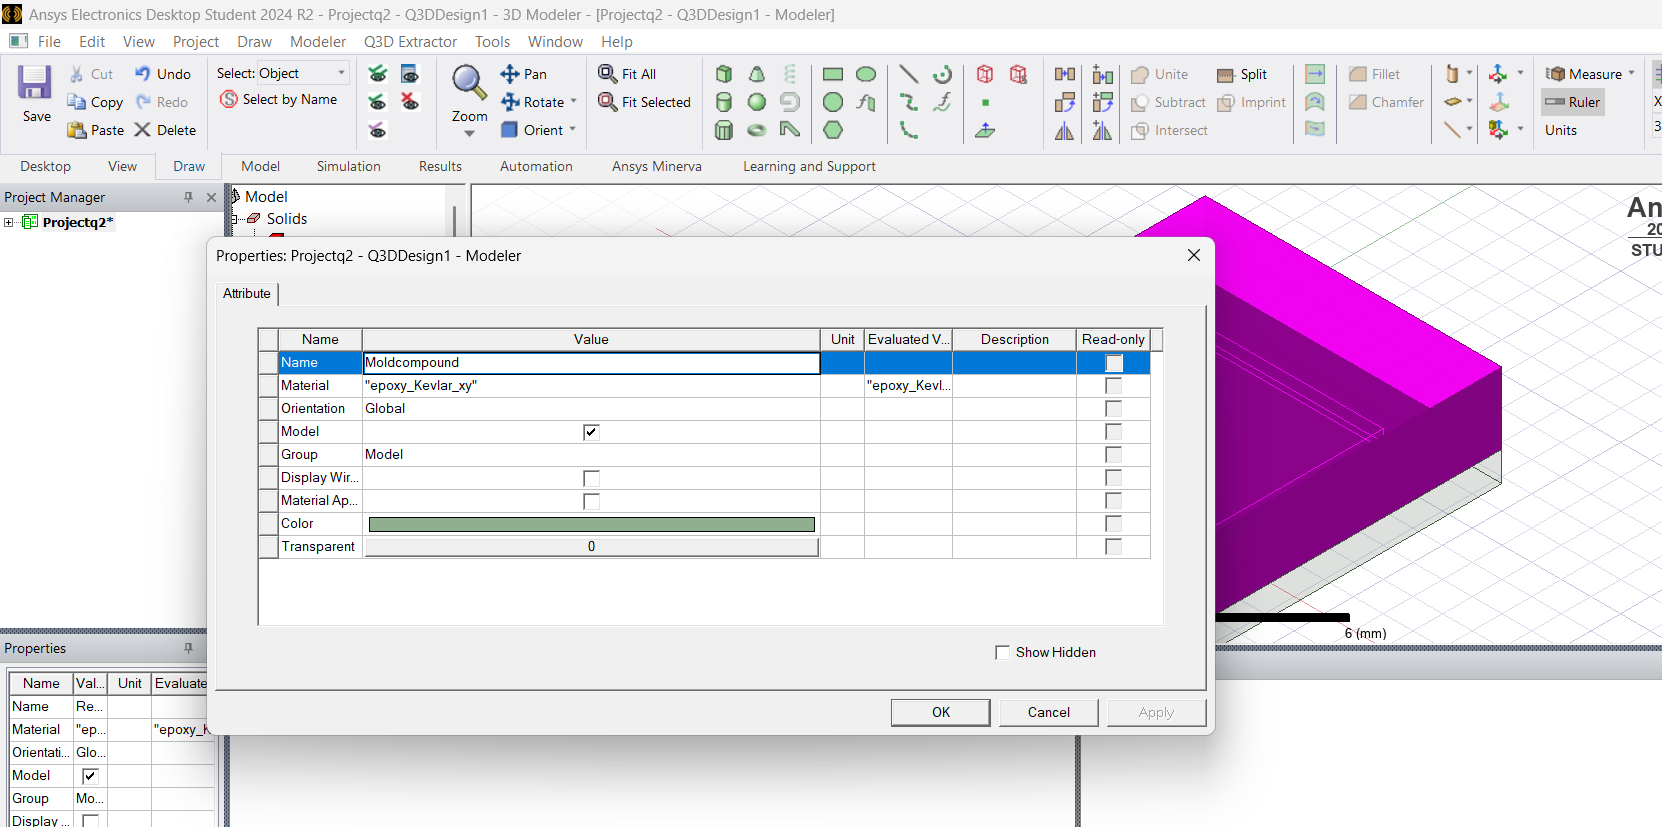 Ansys Electronics Desktop Student 2024 R2 - Projectq2 - Q3DDesign1 - 3D Modeler - [Projectq2 - Q3DDesign1 - Modeler]
File Edit View Project Draw Modeler Q3D Extractor Tools Window Help
Save
Cut
Copy
Paste
Undo
Redo
Delete
Select: Object
Select by Name
Zoom
Pan
Rotate
Orient
Fit All
Fit Selected
Unite
Subtract
Intersect
Split
Imprint
Fillet
Chamfer
Measure
Ruler
Units
X
3
Desktop View Draw Model Simulation Results Automation Ansys Minerva Learning and Support
Project Manager
Projectq2*
Model
Solids
An
20
STU
6 (mm)
Properties: Projectq2 - Q3DDesign1 - Modeler
Attribute
Name Value Unit Evaluated V... Description Read-only
Name Moldcompound
Material "epoxy_Kevlar_xy" "epoxy_Kevl...
Orientation Global
Model
Group Model
Display Wir...
Material Ap...
Color
Transparent 0
Show Hidden
OK Cancel Apply
Properties
Name Val... Unit Evaluate
Name Re...
Material "ep... "epoxy_K
Orientati... Glo...
Model
Group Mo...
Display ...